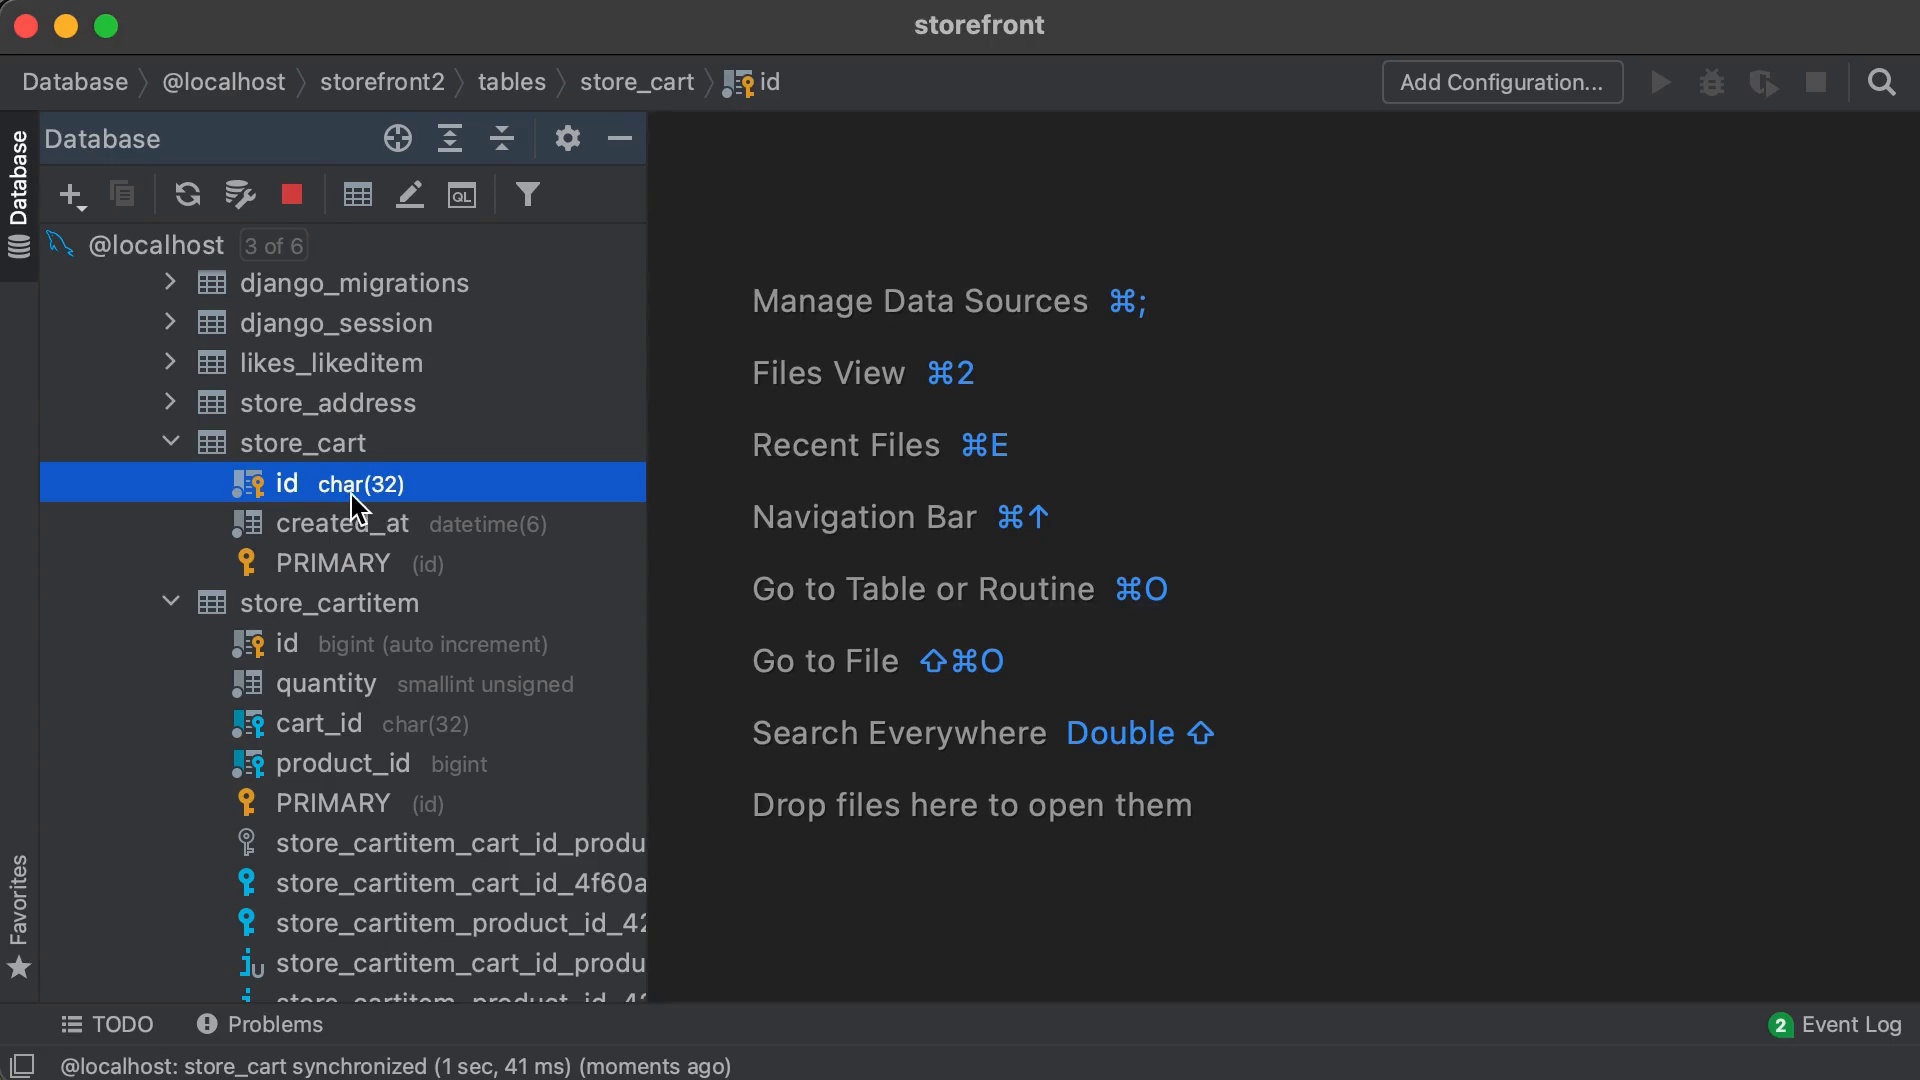 storefront
Database @localhost storefront2 tables store_cart id Add Configuration...
Database
Database
@localhost 3 of 6
django_migrations
django_session
likes_likeditem
store_address
store_cart
id char(32)
created_at datetime(6)
PRIMARY (id)
store_cartitem
id bigint (auto increment)
quantity smallint unsigned
cart_id char(32)
product_id bigint
PRIMARY (id)
store_cartitem_cart_id_produ
store_cartitem_cart_id_4f60a
store_cartitem_product_id_42
store_cartitem_cart_id_produ
store_cartitem_product_id_42
Favorites
Manage Data Sources ⌘;
Files View ⌘2
Recent Files ⌘E
Navigation Bar ⌘↑
Go to Table or Routine ⌘O
Go to File ⇧⌘O
Search Everywhere Double ⇧
Drop files here to open them
TODO Problems 2 Event Log
@localhost: store_cart synchronized (1 sec, 41 ms) (moments ago)